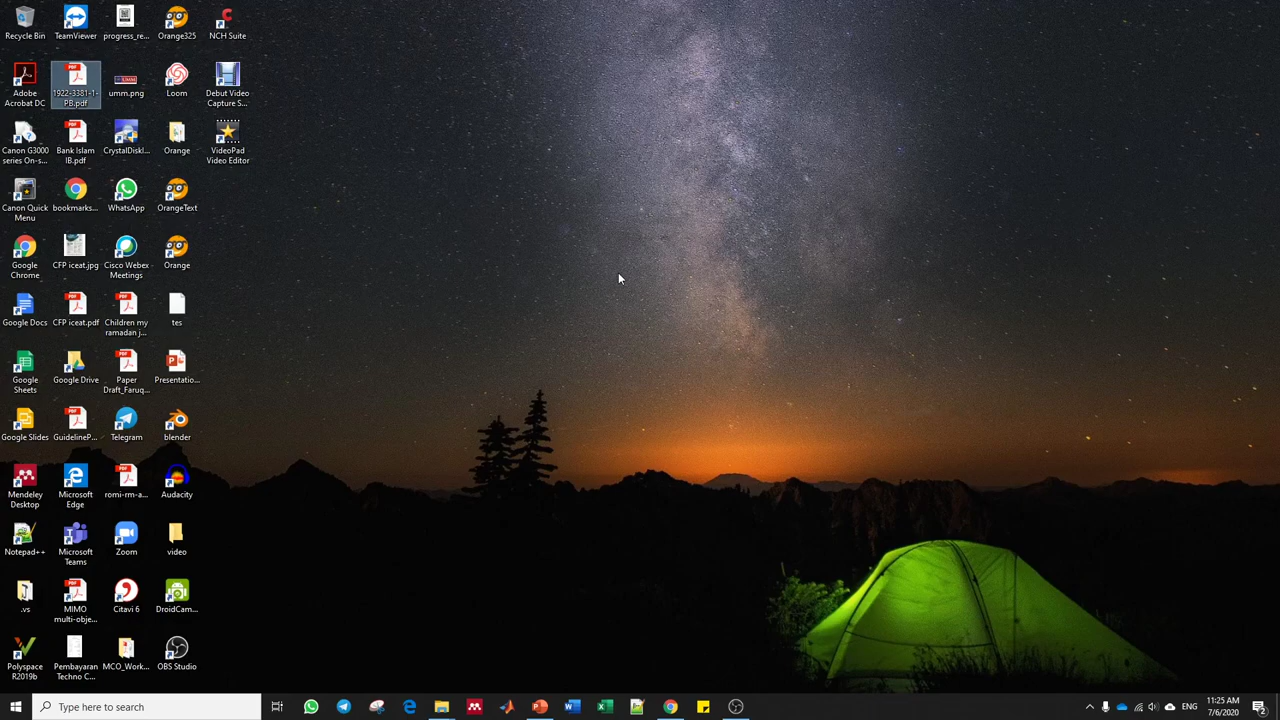 Recycle Bin
TeamViewer
progress_re...
Orange325
NCH Suite
Adobe
Acrobat DC
1922-3381-1-
PB.pdf
umm.png
Loom
Debut Video
Capture S...
Canon G3000
series On-s...
Bank Islam
IB.pdf
CrystalDiskI...
Orange
VideoPad
Video Editor
Canon Quick
Menu
bookmarks...
WhatsApp
OrangeText
Google
Chrome
CFP iceat.jpg
Cisco Webex
Meetings
Orange
Google Docs
CFP iceat.pdf
Children my
ramadan j...
tes
Google
Sheets
Google Drive
Paper
Draft_Faruq...
Presentatio...
Google Slides
GuidelineP...
Telegram
blender
Mendeley
Desktop
Microsoft
Edge
romi-rm-a...
Audacity
Notepad++
Microsoft
Teams
Zoom
video
.vs
MIMO
multi-obje...
Citavi 6
DroidCam...
Polyspace
R2019b
Pembayaran
Techno C...
MCO_Work...
OBS Studio
Type here to search
ENG
11:25 AM
7/6/2020